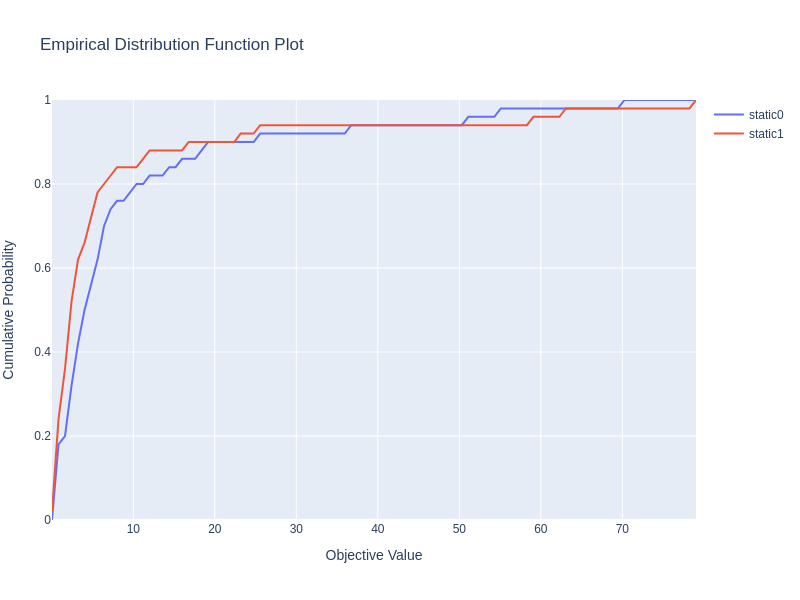 Empirical Distribution Function Plot
static0
static1
1
0.8
0.6
0.4
0.2
0
Cumulative Probability
10 20 30 40 50 60 70
Objective Value